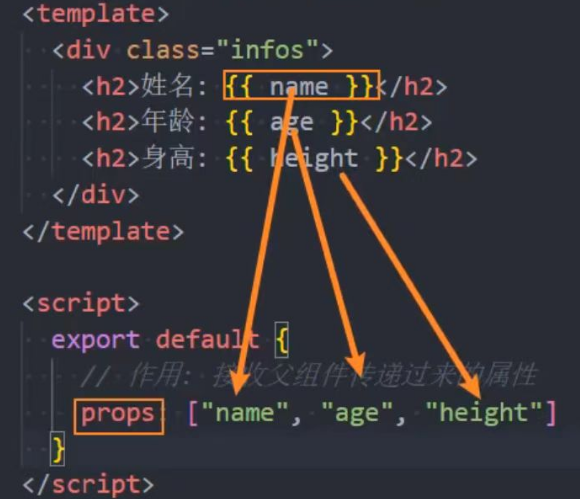 <template>
<div class="infos">
<h2>姓名: {{ name }}</h2>
<h2>年龄: {{ age }}</h2>
<h2>身高: {{ height }}</h2>
</div>
</template>
<script>
export default {
// 作用: 接收父组件传递过来的属性
props: ["name", "age", "height"]
}
</script>